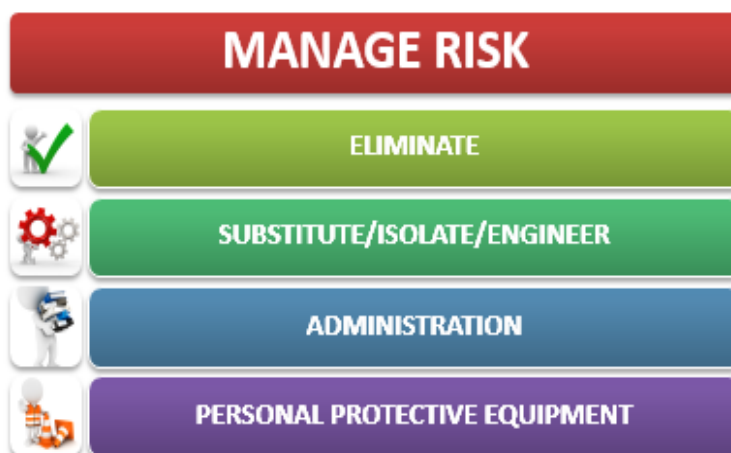 MANAGE RISK
ELIMINATE
SUBSTITUTE/ISOLATE/ENGINEER
ADMINISTRATION
PERSONAL PROTECTIVE EQUIPMENT